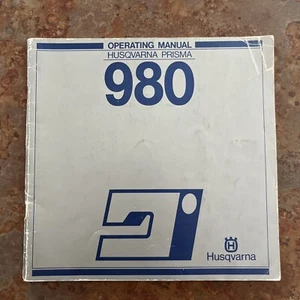 OPERATING MANUAL
HUSQVARNA PRISMA
980
Husqvarna